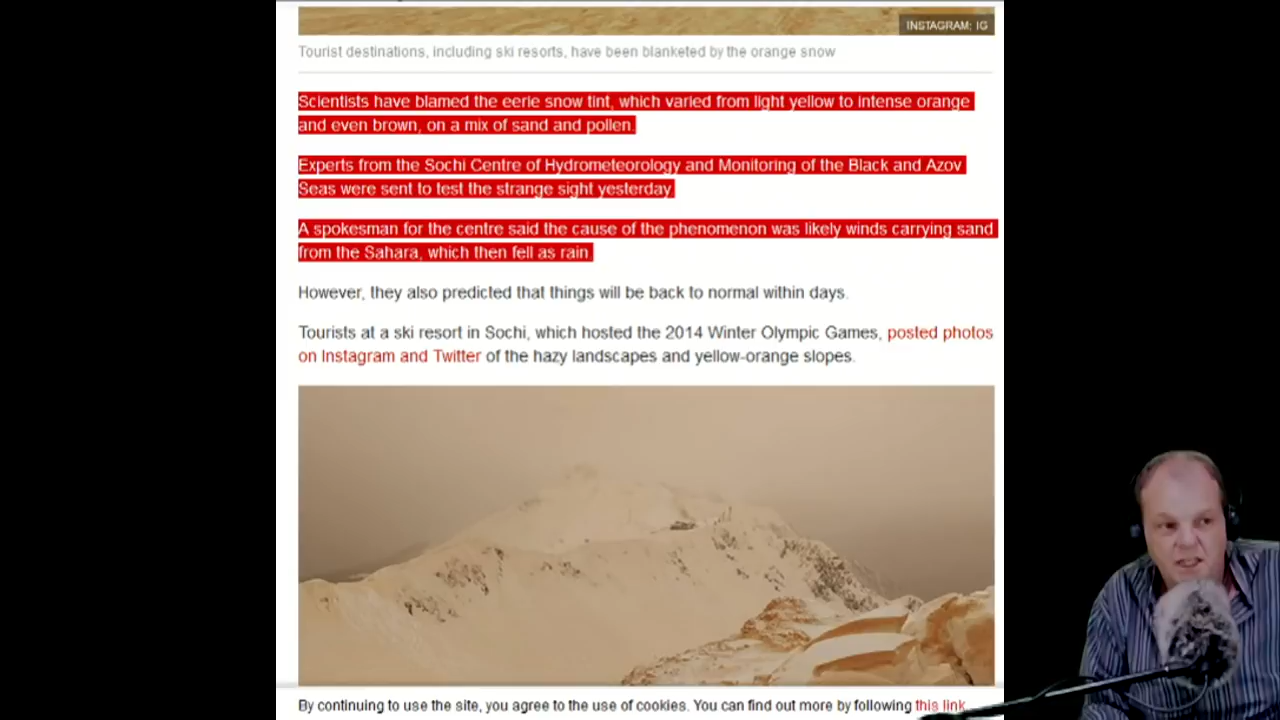 INSTAGRAM: IG
Tourist destinations, including ski resorts, have been blanketed by the orange snow
Scientists have blamed the eerie snow tint, which varied from light yellow to intense orange
and even brown, on a mix of sand and pollen.
Experts from the Sochi Centre of Hydrometeorology and Monitoring of the Black and Azov
Seas were sent to test the strange sight yesterday.
A spokesman for the centre said the cause of the phenomenon was likely winds carrying sand
from the Sahara, which then fell as rain.
However, they also predicted that things will be back to normal within days.
Tourists at a ski resort in Sochi, which hosted the 2014 Winter Olympic Games, posted photos
on Instagram and Twitter of the hazy landscapes and yellow-orange slopes.
By continuing to use the site, you agree to the use of cookies. You can find out more by following this link